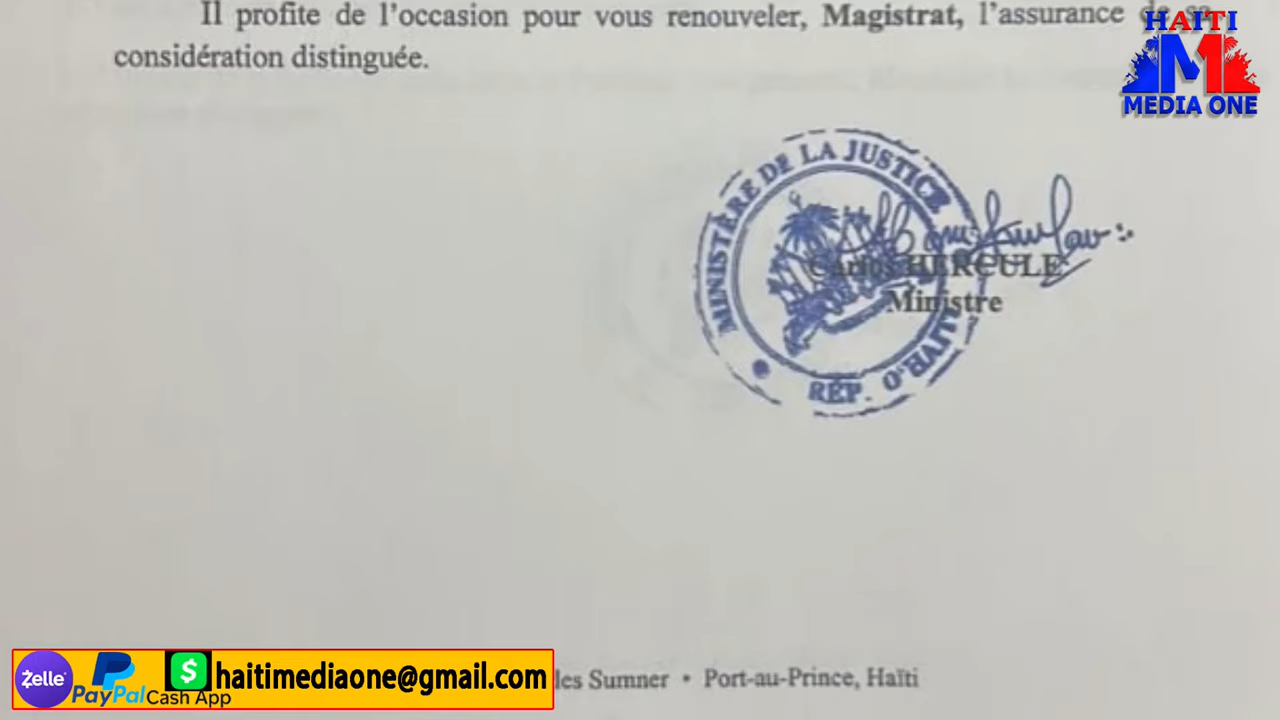 Il profite de l'occasion pour vous renouveler, Magistrat, l'assurance de sa
considération distinguée.
HAITI
M
MEDIA ONE
MINISTÈRE DE LA JUSTICE
RÉP. D'HAITI
Carlos HERCULE
Ministre
Zelle
PayPal
$
Cash App
haitimediaone@gmail.com
les Sumner • Port-au-Prince, Haïti